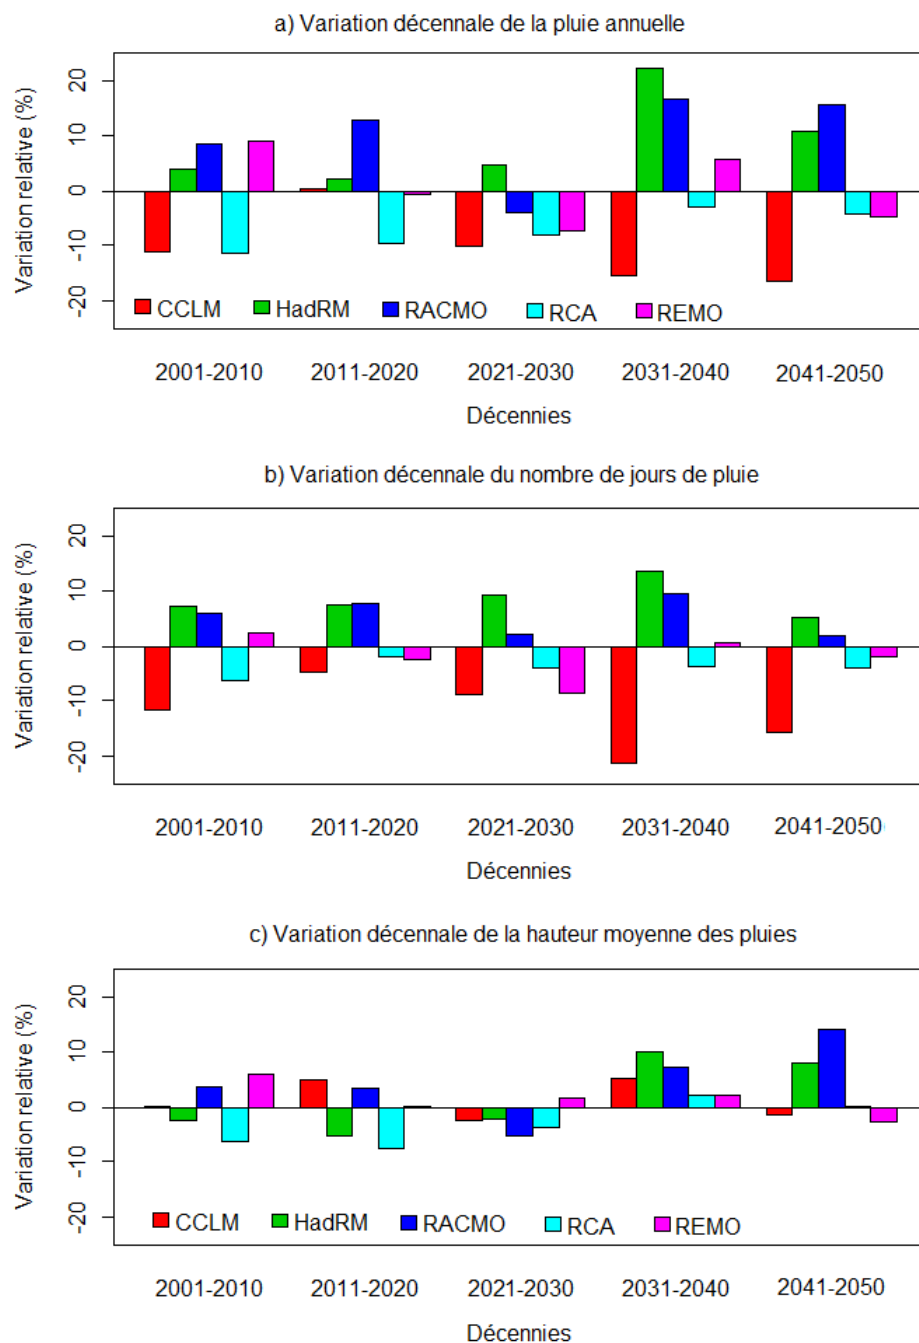 a) Variation décennale de la pluie annuelle
Variation relative (%)
20
10
0
-10
-20
CCLM HadRM RACMO RCA REMO
2001-2010 2011-2020 2021-2030 2031-2040 2041-2050
Décennies
b) Variation décennale du nombre de jours de pluie
Variation relative (%)
20
10
0
-10
-20
2001-2010 2011-2020 2021-2030 2031-2040 2041-2050
Décennies
c) Variation décennale de la hauteur moyenne des pluies
Variation relative (%)
20
10
0
-10
-20
CCLM HadRM RACMO RCA REMO
2001-2010 2011-2020 2021-2030 2031-2040 2041-2050
Décennies